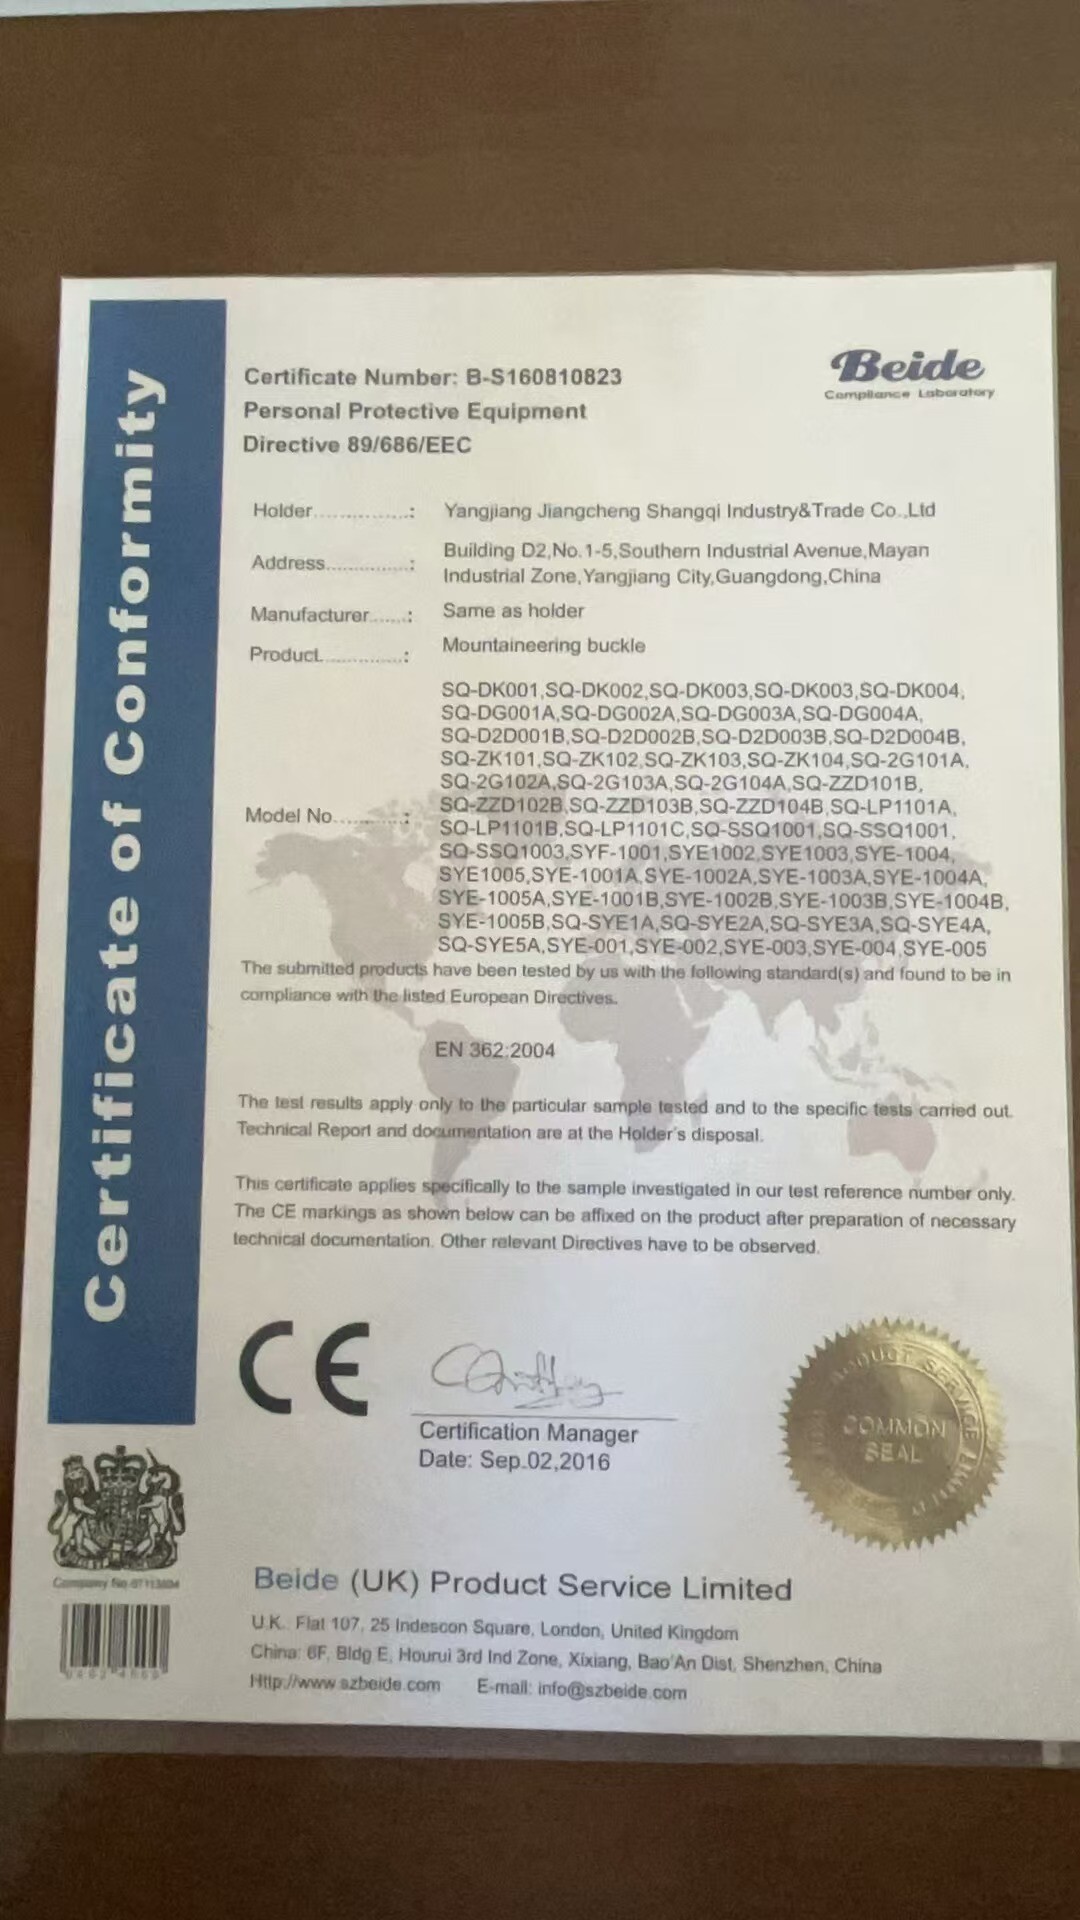 Certificate of Conformity
Beide
Compliance Laboratory
Certificate Number: B-S160810823
Personal Protective Equipment
Directive 89/686/EEC
Holder...............: Yangjiang Jiangcheng Shangqi Industry&Trade Co.,Ltd
Address.............: Building D2,No.1-5,Southern Industrial Avenue,Mayan
Industrial Zone,Yangjiang City,Guangdong,China
Manufacturer.......: Same as holder
Product..............: Mountaineering buckle
SQ-DK001,SQ-DK002,SQ-DK003,SQ-DK003,SQ-DK004,
SQ-DG001A,SQ-DG002A,SQ-DG003A,SQ-DG004A,
SQ-D2D001B,SQ-D2D002B,SQ-D2D003B,SQ-D2D004B,
SQ-ZK101,SQ-ZK102,SQ-ZK103,SQ-ZK104,SQ-2G101A,
SQ-2G102A,SQ-2G103A,SQ-2G104A,SQ-ZZD101B,
SQ-ZZD102B,SQ-ZZD103B,SQ-ZZD104B,SQ-LP1101A,
Model No............: SQ-LP1101B,SQ-LP1101C,SQ-SSQ1001,SQ-SSQ1001,
SQ-SSQ1003,SYF-1001,SYE1002,SYE1003,SYE-1004,
SYE1005,SYE-1001A,SYE-1002A,SYE-1003A,SYE-1004A,
SYE-1005A,SYE-1001B,SYE-1002B,SYE-1003B,SYE-1004B,
SYE-1005B,SQ-SYE1A,SQ-SYE2A,SQ-SYE3A,SQ-SYE4A,
SQ-SYE5A,SYE-001,SYE-002,SYE-003,SYE-004,SYE-005
The submitted products have been tested by us with the following standard(s) and found to be in
compliance with the listed European Directives.
EN 362:2004
The test results apply only to the particular sample tested and to the specific tests carried out.
Technical Report and documentation are at the Holder's disposal.
This certificate applies specifically to the sample investigated in our test reference number only.
The CE markings as shown below can be affixed on the product after preparation of necessary
technical documentation. Other relevant Directives have to be observed.
CE
Certification Manager
Date: Sep.02,2016
PRODUCT SERVICE LIMITED
COMMON
SEAL
Company No
Beide (UK) Product Service Limited
U.K. Flat 107, 25 Indescon Square, London, United Kingdom
China: 6F, Bldg E, Hourui 3rd Ind Zone, Xixiang, Bao'An Dist, Shenzhen, China
Http://www.szbeide.com E-mail: info@szbeide.com